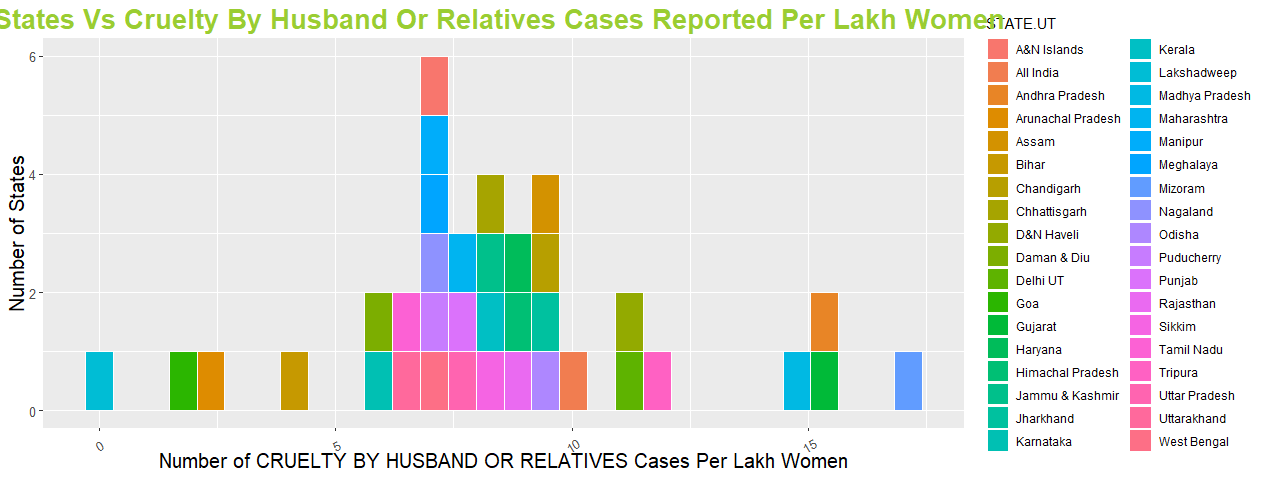 States Vs Cruelty By Husband Or Relatives Cases Reported Per Lakh Women
STATE.UT
A&N Islands
All India
Andhra Pradesh
Arunachal Pradesh
Assam
Bihar
Chandigarh
Chhattisgarh
D&N Haveli
Daman & Diu
Delhi UT
Goa
Gujarat
Haryana
Himachal Pradesh
Jammu & Kashmir
Jharkhand
Karnataka
Kerala
Lakshadweep
Madhya Pradesh
Maharashtra
Manipur
Meghalaya
Mizoram
Nagaland
Odisha
Puducherry
Punjab
Rajasthan
Sikkim
Tamil Nadu
Tripura
Uttar Pradesh
Uttarakhand
West Bengal
Number of States
6
4
2
0
0 5 10 15
Number of CRUELTY BY HUSBAND OR RELATIVES Cases Per Lakh Women